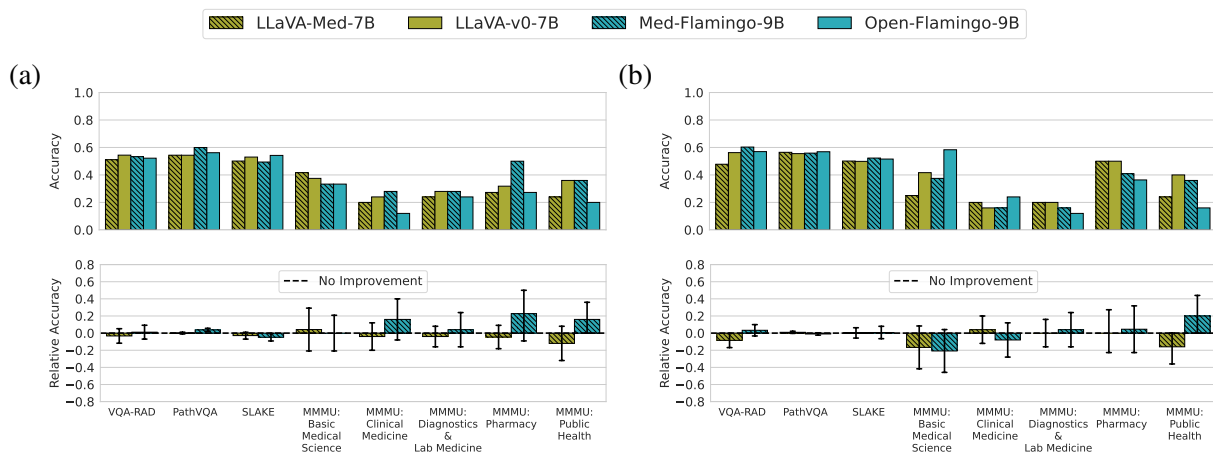 LLaVA-Med-7B LLaVA-v0-7B Med-Flamingo-9B Open-Flamingo-9B
(a)
1.0
0.8
0.6
0.4
0.2
0.0
Accuracy
0.8
0.6
0.4
0.2
0.0
−0.2
−0.4
−0.6
−0.8
Relative Accuracy
No Improvement
VQA-RAD
PathVQA
SLAKE
MMMU:
Basic
Medical
Science
MMMU:
Clinical
Medicine
MMMU:
Diagnostics
&
Lab Medicine
MMMU:
Pharmacy
MMMU:
Public
Health
(b)
1.0
0.8
0.6
0.4
0.2
0.0
Accuracy
0.8
0.6
0.4
0.2
0.0
−0.2
−0.4
−0.6
−0.8
Relative Accuracy
No Improvement
VQA-RAD
PathVQA
SLAKE
MMMU:
Basic
Medical
Science
MMMU:
Clinical
Medicine
MMMU:
Diagnostics
&
Lab Medicine
MMMU:
Pharmacy
MMMU:
Public
Health